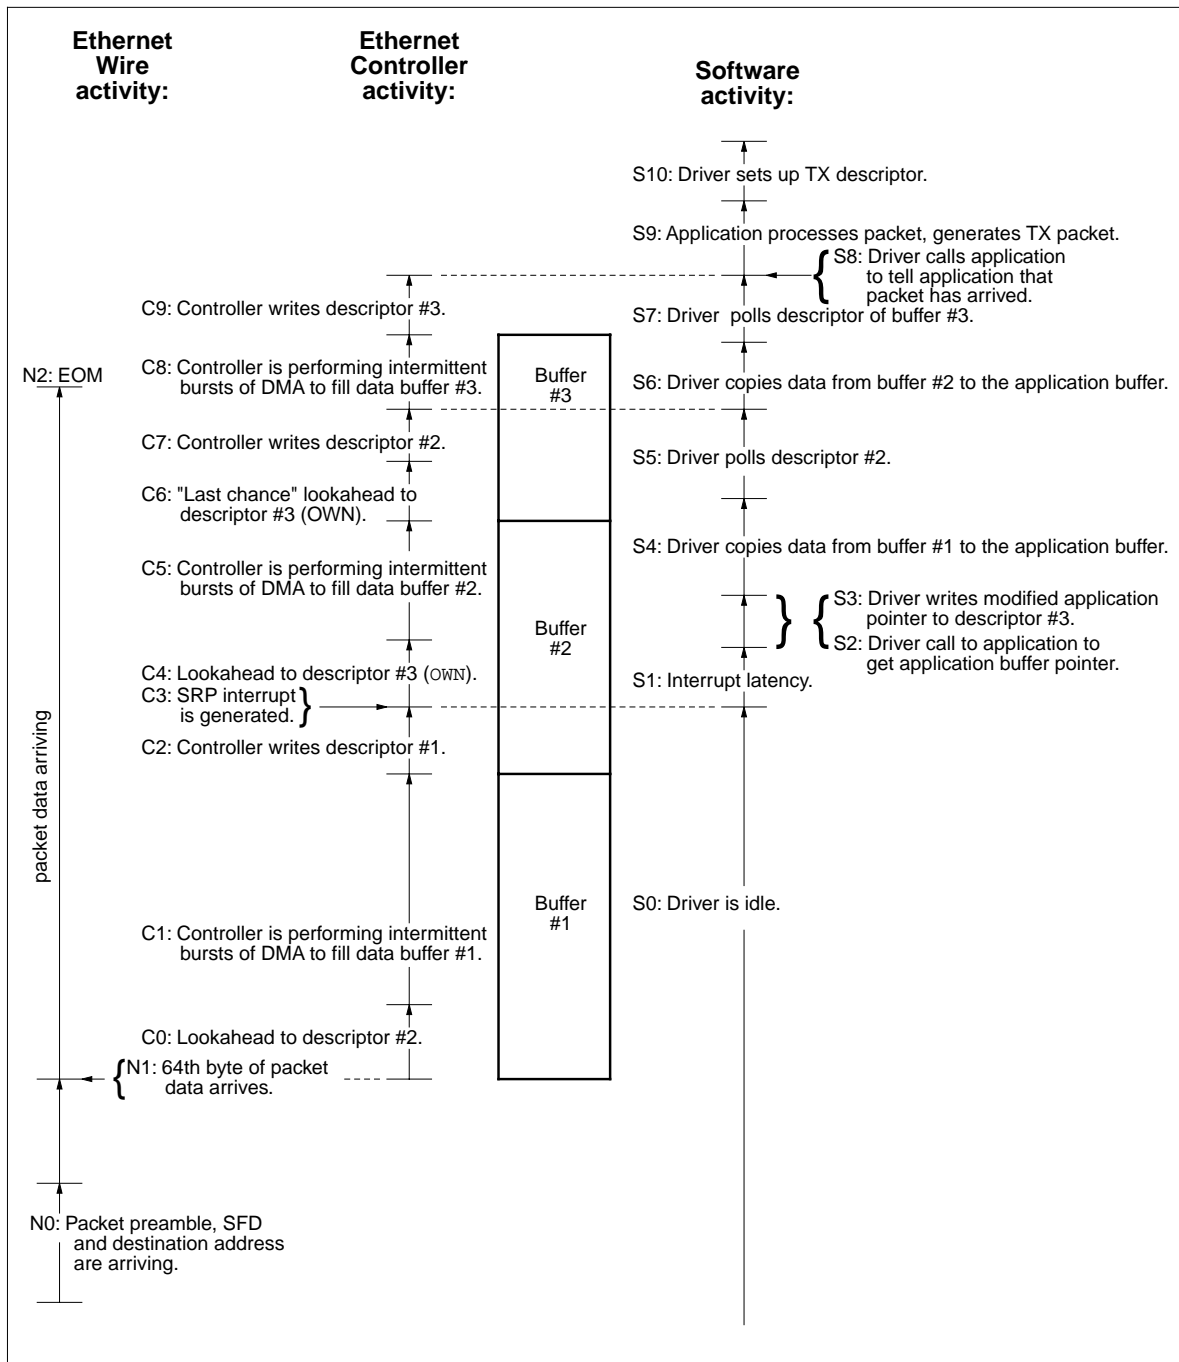 Ethernet
Wire
activity:
Ethernet
Controller
activity:
Software
activity:
S10: Driver sets up TX descriptor.
S9: Application processes packet, generates TX packet.
S8: Driver calls application
to tell application that
packet has arrived.
S7: Driver polls descriptor of buffer #3.
S6: Driver copies data from buffer #2 to the application buffer.
S5: Driver polls descriptor #2.
S4: Driver copies data from buffer #1 to the application buffer.
S3: Driver writes modified application
pointer to descriptor #3.
S2: Driver call to application to
get application buffer pointer.
S1: Interrupt latency.
S0: Driver is idle.
C9: Controller writes descriptor #3.
C8: Controller is performing intermittent
bursts of DMA to fill data buffer #3.
C7: Controller writes descriptor #2.
C6: "Last chance" lookahead to
descriptor #3 (OWN).
C5: Controller is performing intermittent
bursts of DMA to fill data buffer #2.
C4: Lookahead to descriptor #3 (OWN).
C3: SRP interrupt
is generated.
C2: Controller writes descriptor #1.
C1: Controller is performing intermittent
bursts of DMA to fill data buffer #1.
C0: Lookahead to descriptor #2.
Buffer
#3
Buffer
#2
Buffer
#1
N2: EOM
packet data arriving
N1: 64th byte of packet
data arrives.
N0: Packet preamble, SFD
and destination address
are arriving.